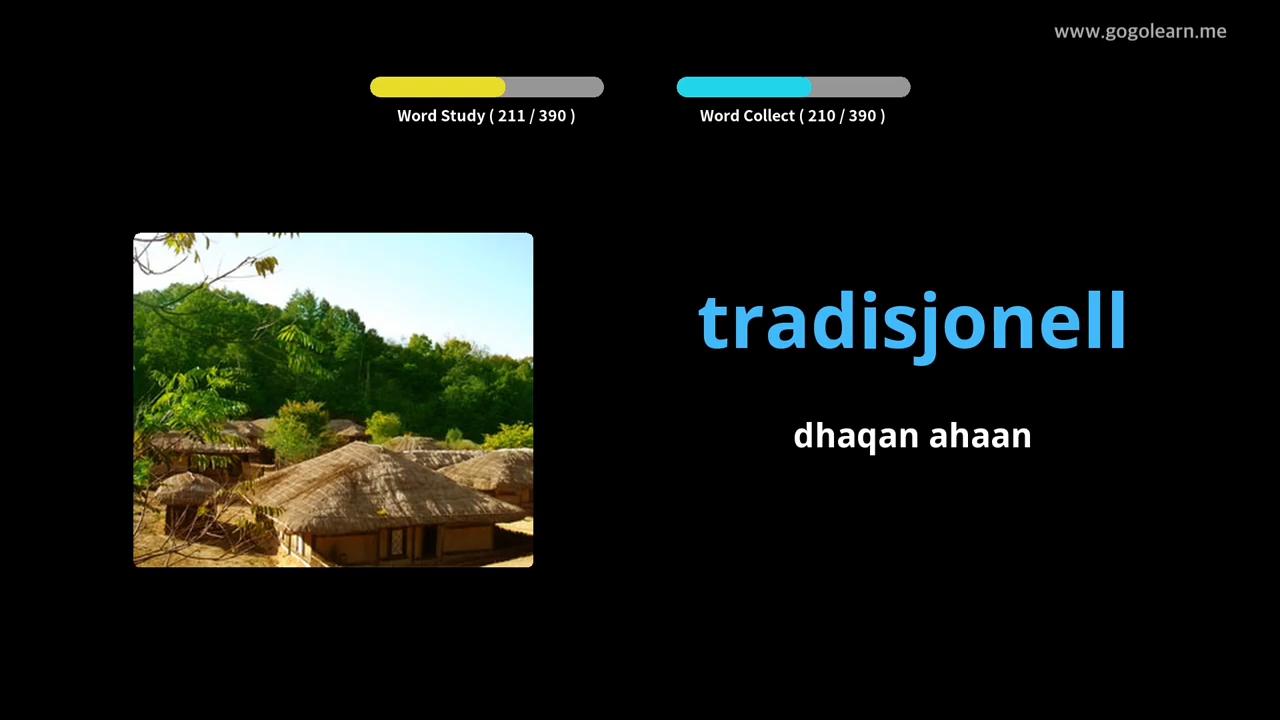 www.gogolearn.me
Word Study ( 211 / 390 )
Word Collect ( 210 / 390 )
tradisjonell
dhaqan ahaan